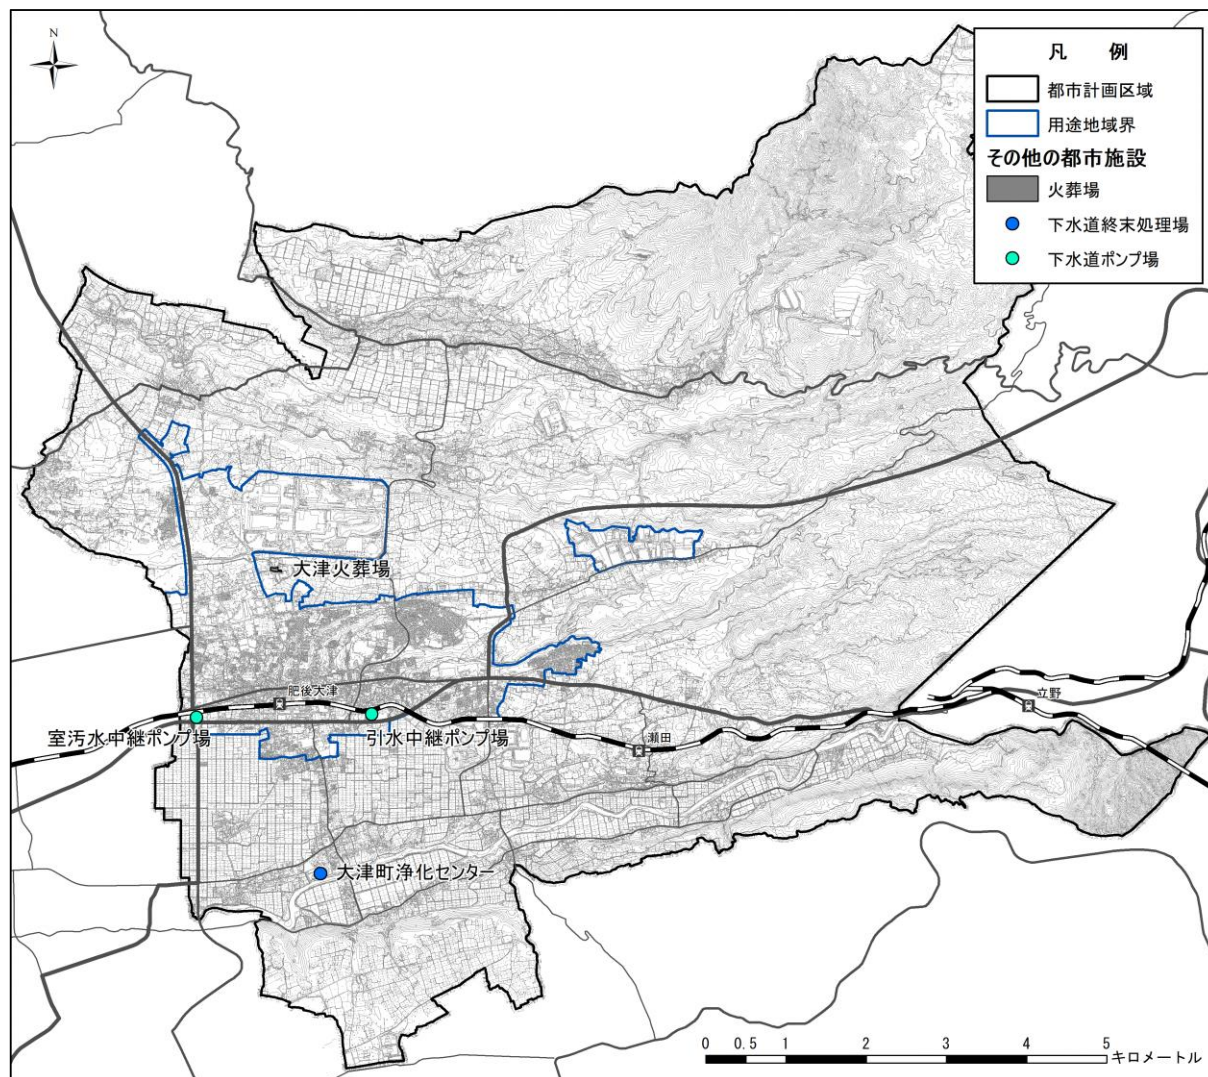 N
凡 例
都市計画区域
用途地域界
その他の都市施設
火葬場
下水道終末処理場
下水道ポンプ場
大津火葬場
肥後大津
立野
室汚水中継ポンプ場
引水中継ポンプ場
瀬田
大津町浄化センター
0 0.5 1 2 3 4 5
キロメートル